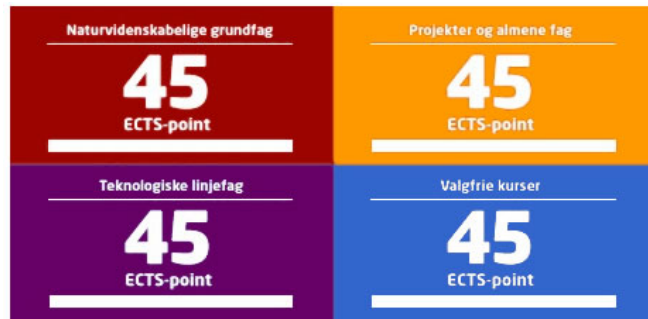 Naturvidenskabelige grundfag
45
ECTS-point
Projekter og almene fag
45
ECTS-point
Teknologiske linjefag
45
ECTS-point
Valgfrie kurser
45
ECTS-point